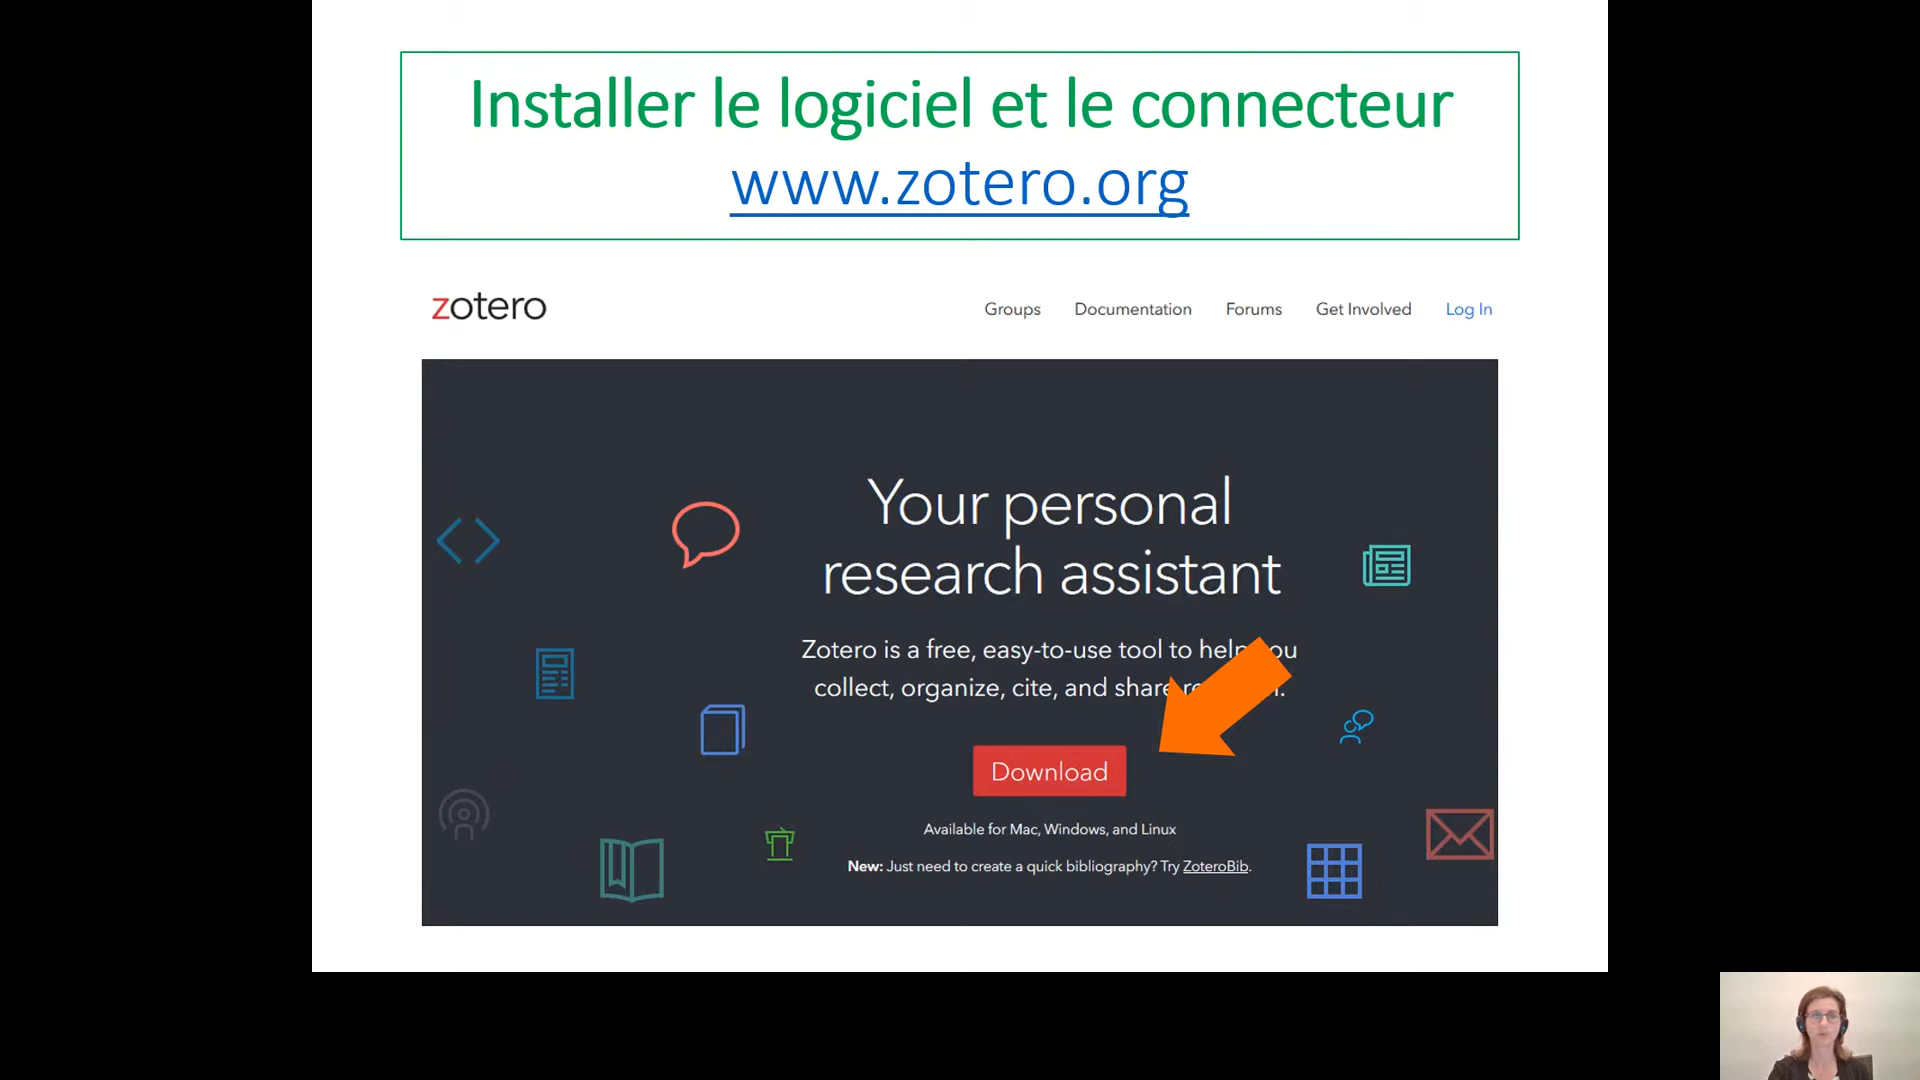 Installer le logiciel et le connecteur
www.zotero.org
zotero
Groups Documentation Forums Get Involved Log In
Your personal
research assistant
Zotero is a free, easy-to-use tool to help
collect, organize, cite, and share
Download
Available for Mac, Windows, and Linux
New: Just need to create a quick bibliography? Try ZoteroBib.